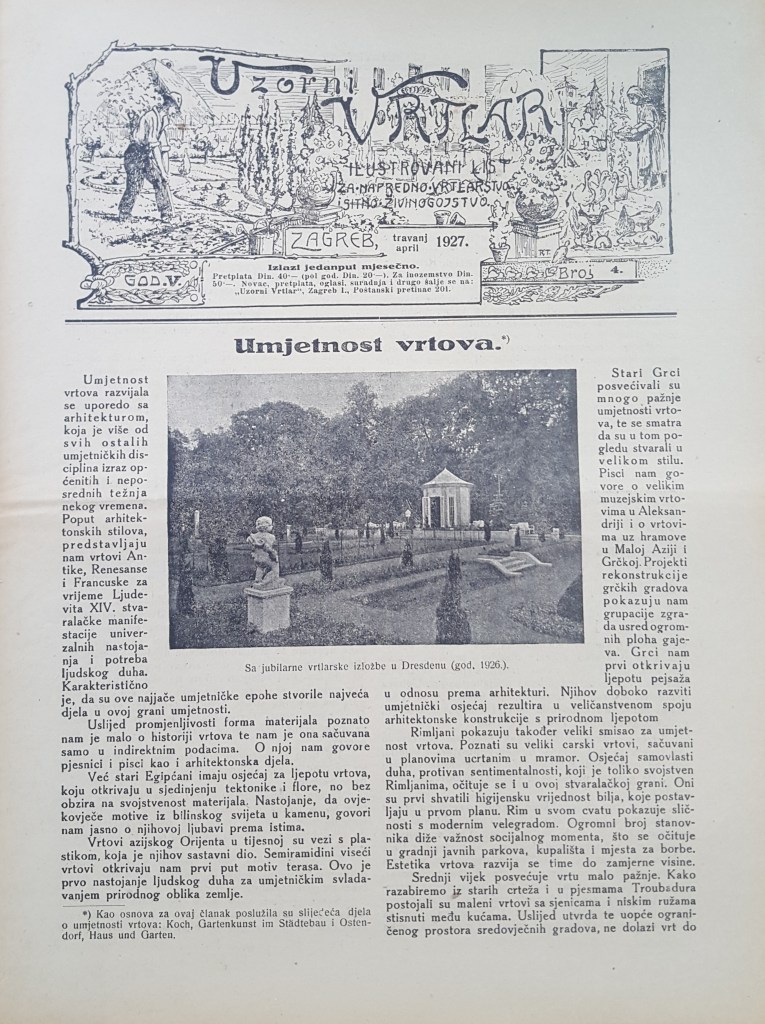 Uzorni
VRTLAR
ILUSTROVANI LIST
ZA NAPREDNO VRTLARSTVO
I SITNO ŽIVINOGOJSTVO
ZAGREB, travanj
april 1927.
GOD. V.
Izlazi jedanput mjesečno.
Pretplata Din. 40·— (pol god. Din. 20·—). Za inozemstvo Din.
50·—. Novac, pretplata, oglasi, suradnja i drugo šalje se na:
„Uzorni Vrtlar“, Zagreb I., Poštanski pretinac 201.
Broj 4.
Umjetnost vrtova.*)
Umjetnost
vrtova razvijala
se uporedo sa
arhitekturom,
koja je više od
svih ostalih
umjetničkih dis-
ciplina izraz op-
ćenitih i nepo-
srednih težnja
nekog vremena.
Poput arhitek-
tonskih stilova,
predstavljaju
nam vrtovi An-
tike, Renesanse
i Francuske za
vrijeme Ljude-
vita XIV. stva-
ralačke manife-
stacije univer-
zalnih nastoja-
nja i potreba
ljudskog duha.
Karakteristično
je, da su ove najjače umjetničke epohe stvorile najveća
djela u ovoj grani umjetnosti.
Uslijed promjenljivosti forma materijala poznato
nam je malo o historiji vrtova te nam je ona sačuvana
samo u indirektnim podacima. O njoj nam govore
pjesnici i pisci kao i arhitektonska djela.
Već stari Egipćani imaju osjećaj za ljepotu vrtova,
koju otkrivaju u sjedinjenju tektonike i flore, no bez
obzira na svojstvenost materijala. Nastojanje, da ovje-
kovječe motive iz bilinskog svijeta u kamenu, govori
nam jasno o njihovoj ljubavi prema istima.
Vrtovi azijskog Orijenta u tijesnoj su vezi s pla-
stikom, koja je njihov sastavni dio. Semiramidini viseći
vrtovi otkrivaju nam prvi put motiv terasa. Ovo je
prvo nastojanje ljudskog duha za umjetničkim svlada-
vanjem prirodnog oblika zemlje.
*) Kao osnova za ovaj članak poslužila su slijedeća djela
o umjetnosti vrtova: Koch, Gartenkunst im Städtebau i Osten-
dorf, Haus und Garten.
Sa jubilarne vrtlarske izložbe u Dresdenu (god. 1926.).
Stari Grci
posvećivali su
mnogo pažnje
umjetnosti vrto-
va, te se smatra
da su u tom po-
gledu stvarali u
velikom stilu.
Pisci nam go-
vore o velikim
muzejskim vrto-
vima u Aleksan-
driji i o vrtovi-
ma uz hramove
u Maloj Aziji i
Grčkoj. Projekti
rekonstrukcije
grčkih gradova
pokazuju nam
grupacije zgra-
da usred ogrom-
nih ploha gaje-
va. Grci nam
prvi otkrivaju
ljepotu pejsaža
u odnosu prema arhitekturi. Njihov doboko razviti
umjetnički osjećaj rezultira u veličanstvenom spoju
arhitektonske konstrukcije s prirodnom ljepotom
Rimljani pokazuju također veliki smisao za umjet-
nost vrtova. Poznati su veliki carski vrtovi, sačuvani
u planovima ucrtanim u mramor. Osjećaj samovlasti
duha, protivan sentimentalnosti, koji je toliko svojstven
Rimljanima, očituje se i u ovoj stvaralačkoj grani. Oni
su prvi shvatili higijensku vrijednost bilja, koje postav-
ljaju u prvom planu. Rim u svom cvatu pokazuje slič-
nosti s modernim velegradom. Ogromni broj stanov-
nika diže važnost socijalnog momenta, što se očituje
u gradnji javnih parkova, kupališta i mjesta za borbe.
Estetika vrtova razvija se time do zamjerne visine.
Srednji vijek posvećuje vrtu malo pažnje. Kako
razabiremo iz starih crteža i u pjesmama Troubadura
postojali su maleni vrtovi sa sjenicama i niskim ružama
stisnuti među kućama. Uslijed utvrda te uopće ograni-
čenog prostora sredovječnih gradova, ne dolazi vrt do